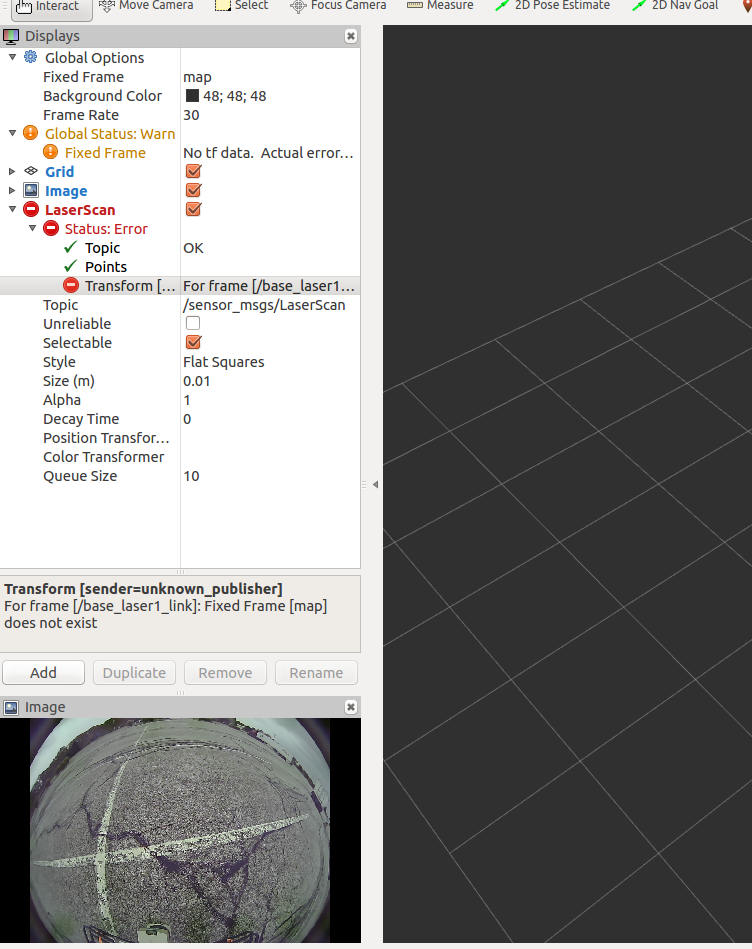 Interact Move Camera Select Focus Camera Measure 2D Pose Estimate 2D Nav Goal
Displays
Global Options
Fixed Frame map
Background Color 48; 48; 48
Frame Rate 30
Global Status: Warn
Fixed Frame No tf data. Actual error...
Grid
Image
LaserScan
Status: Error
Topic OK
Points
Transform [... For frame [/base_laser1...
Topic /sensor_msgs/LaserScan
Unreliable
Selectable
Style Flat Squares
Size (m) 0.01
Alpha 1
Decay Time 0
Position Transfor...
Color Transformer
Queue Size 10
Transform [sender=unknown_publisher]
For frame [/base_laser1_link]: Fixed Frame [map]
does not exist
Add Duplicate Remove Rename
Image